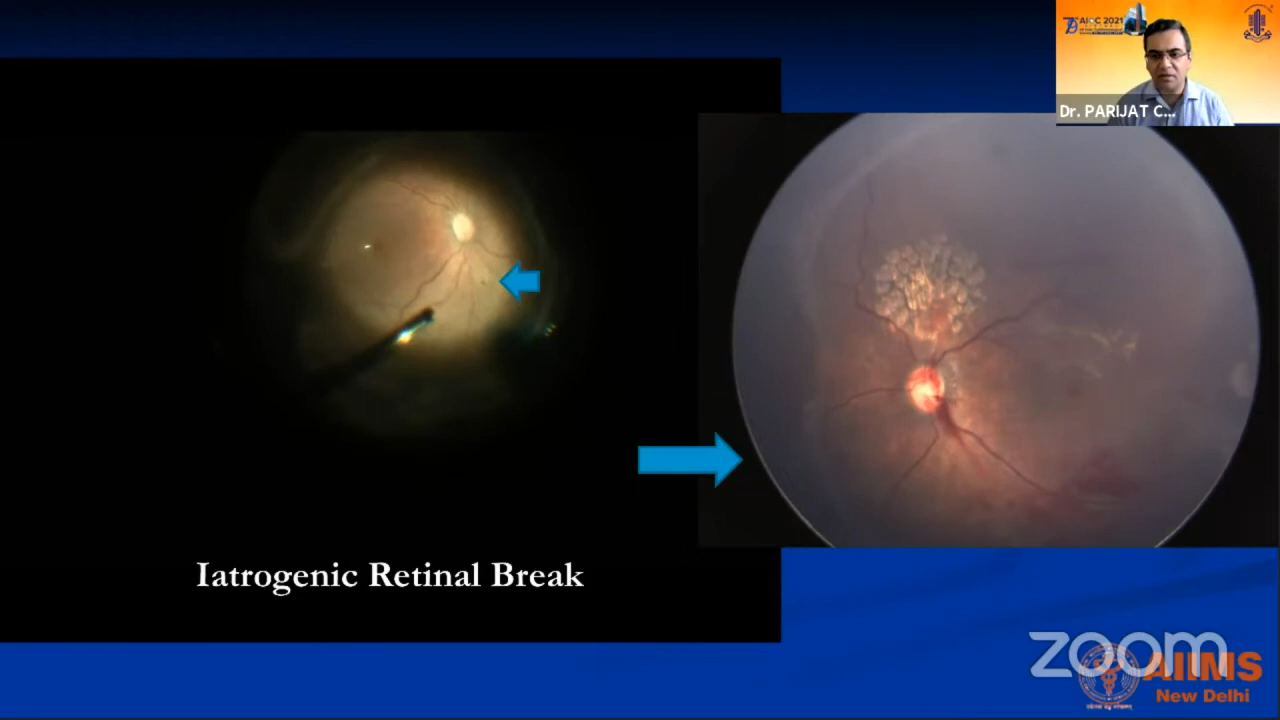 AIOC 2021
Dr. PARIJAT C...
Iatrogenic Retinal Break
zoom
AIIMS
New Delhi